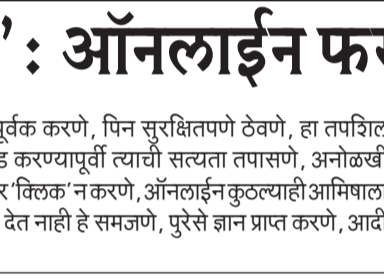 ’ : ऑनलाईन फ
पूर्वक करणे, पिन सुरक्षितपणे ठेवणे, हा तपशिल
करण्यापूर्वी त्याची सत्यता तपासणे, अनोळखी
र ‘क्लिक’ न करणे, ऑनलाईन कुठल्याही आमिषाला
देत नाही हे समजणे, पुरेसे ज्ञान प्राप्त करणे, आदी